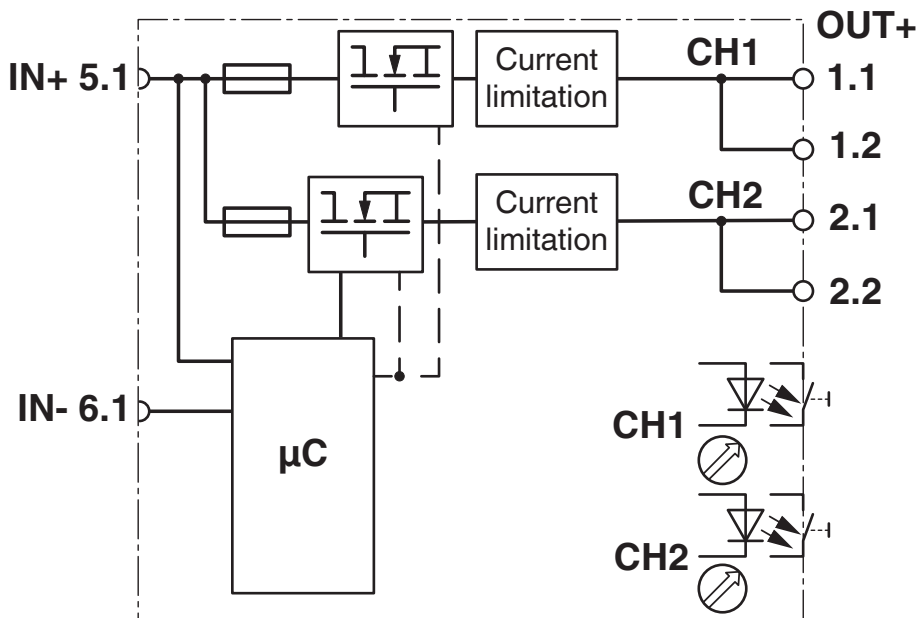 OUT+
IN+ 5.1
Current
limitation
CH1
1.1
1.2
Current
limitation
CH2
2.1
2.2
IN- 6.1
µC
CH1
CH2